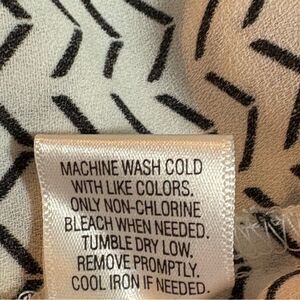 MACHINE WASH COLD
WITH LIKE COLORS.
ONLY NON-CHLORINE
BLEACH WHEN NEEDED.
TUMBLE DRY LOW,
REMOVE PROMPTLY.
COOL IRON IF NEEDED.